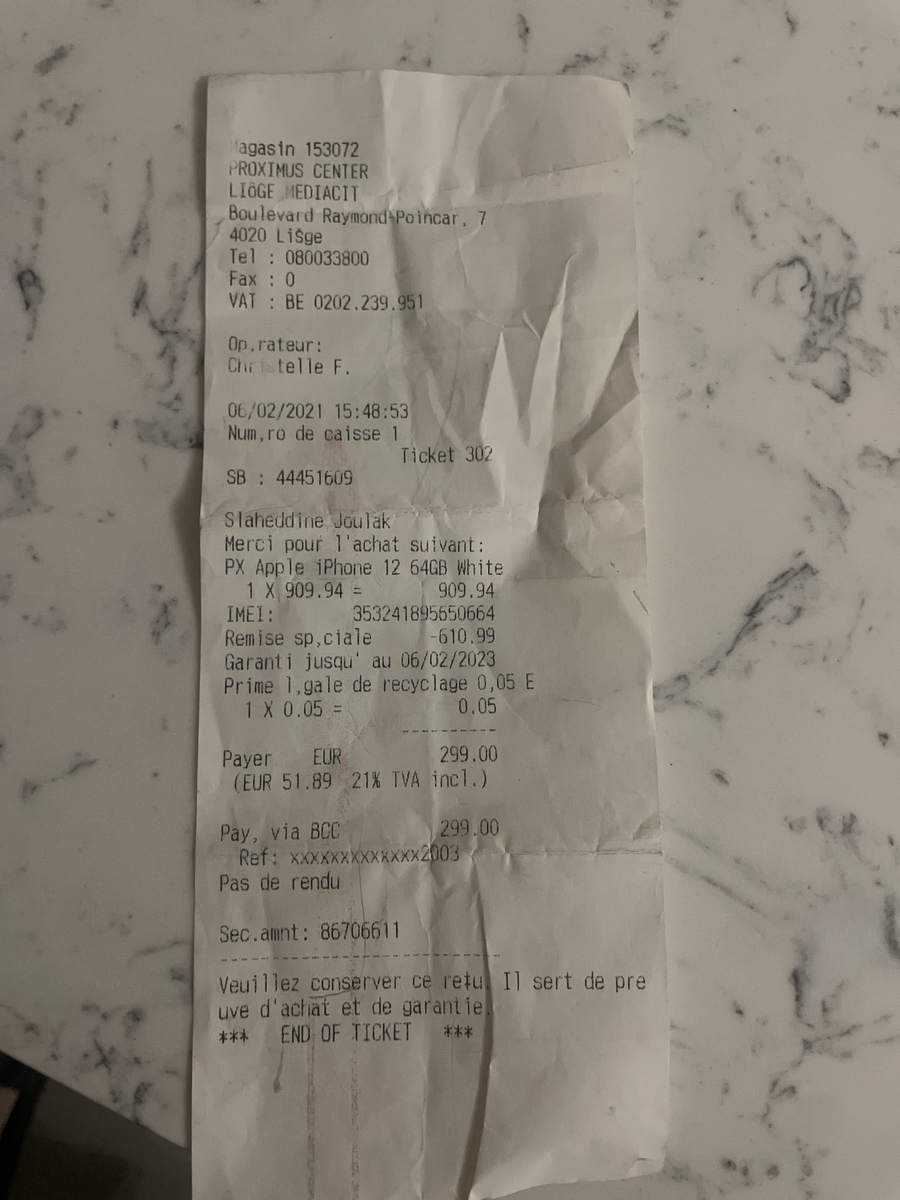 agasin 153072
PROXIMUS CENTER
LIôGE MEDIACIT
Boulevard Raymond Poincar, 7
4020 LiŠge
Tel : 080033800
Fax : 0
VAT : BE 0202.239.951
Op,rateur:
Christelle F.
06/02/2021 15:48:53
Num,ro de caisse 1
Ticket 302
SB : 44451609
Slaheddine Joulak
Merci pour l'achat suivant:
PX Apple iPhone 12 64GB White
1 X 909.94 = 909.94
IMEI: 353241895650664
Remise sp,ciale -610.99
Garanti jusqu' au 06/02/2023
Prime l,gale de recyclage 0,05 E
1 X 0.05 = 0.05
----------
Payer EUR 299.00
(EUR 51.89 21% TVA incl.)
Pay, via BCC 299.00
Ref: xxxxxxxxxxxxx2003
Pas de rendu
Sec.amnt: 86706611
------------------------------
Veuillez conserver ce re‡u. Il sert de pre
uve d'achat et de garantie.
*** END OF TICKET ***